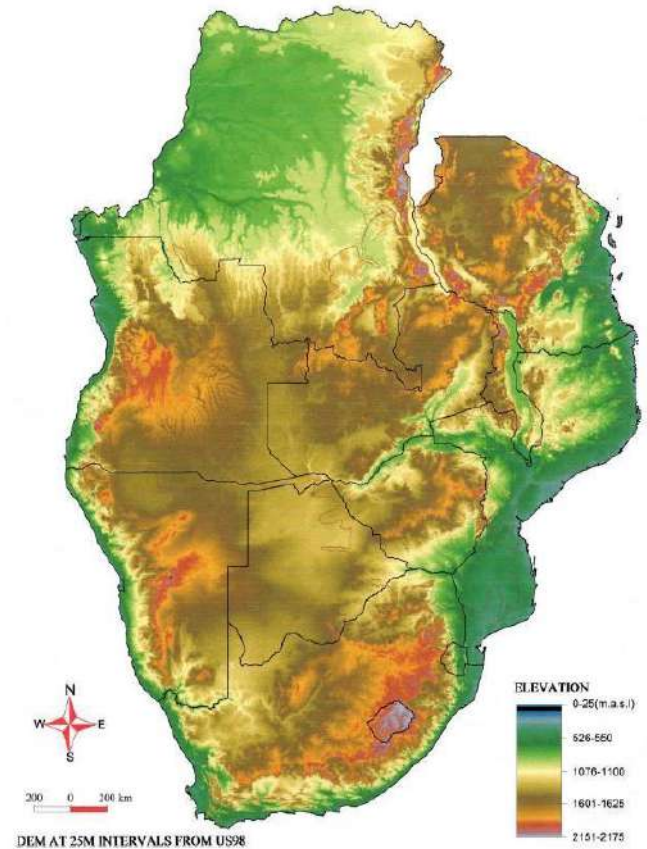 N
W E
S
200 0 200 km
DEM AT 25M INTERVALS FROM US98
ELEVATION
0-25(m.a.s.l)
526-550
1076-1100
1601-1625
2151-2175